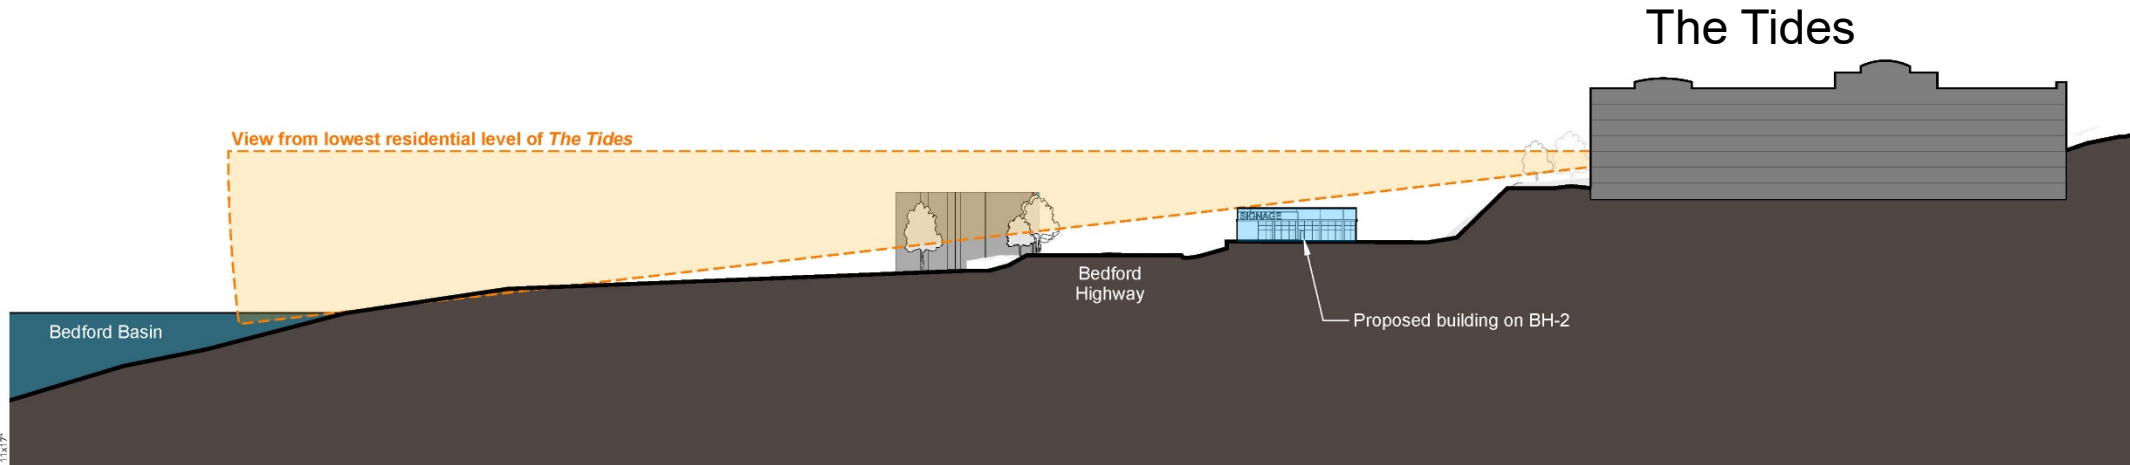 The Tides
View from lowest residential level of The Tides
SIGNAGE
Bedford
Highway
Bedford Basin
Proposed building on BH-2
11x17"